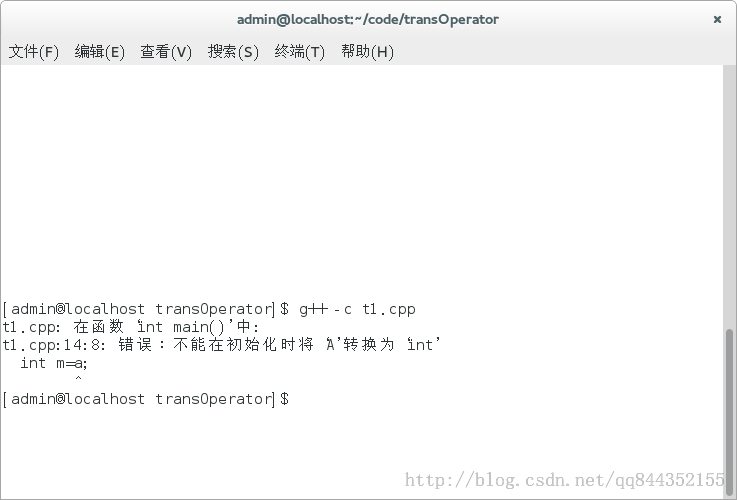 admin@localhost:~/code/transOperator
文件(F) 编辑(E) 查看(V) 搜索(S) 终端(T) 帮助(H)
[admin@localhost transOperator]$ g++ -c t1.cpp
t1.cpp: 在函数‘int main()’中:
t1.cpp:14:8: 错误：不能在初始化时将‘A’转换为‘int’
int m=a;
^
[admin@localhost transOperator]$
http://blog.csdn.net/qq844352155